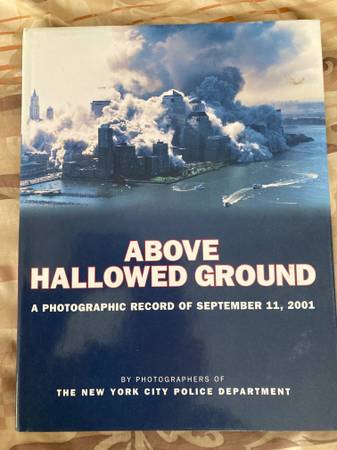 ABOVE
HALLOWED GROUND
A PHOTOGRAPHIC RECORD OF SEPTEMBER 11, 2001
BY PHOTOGRAPHERS OF
THE NEW YORK CITY POLICE DEPARTMENT